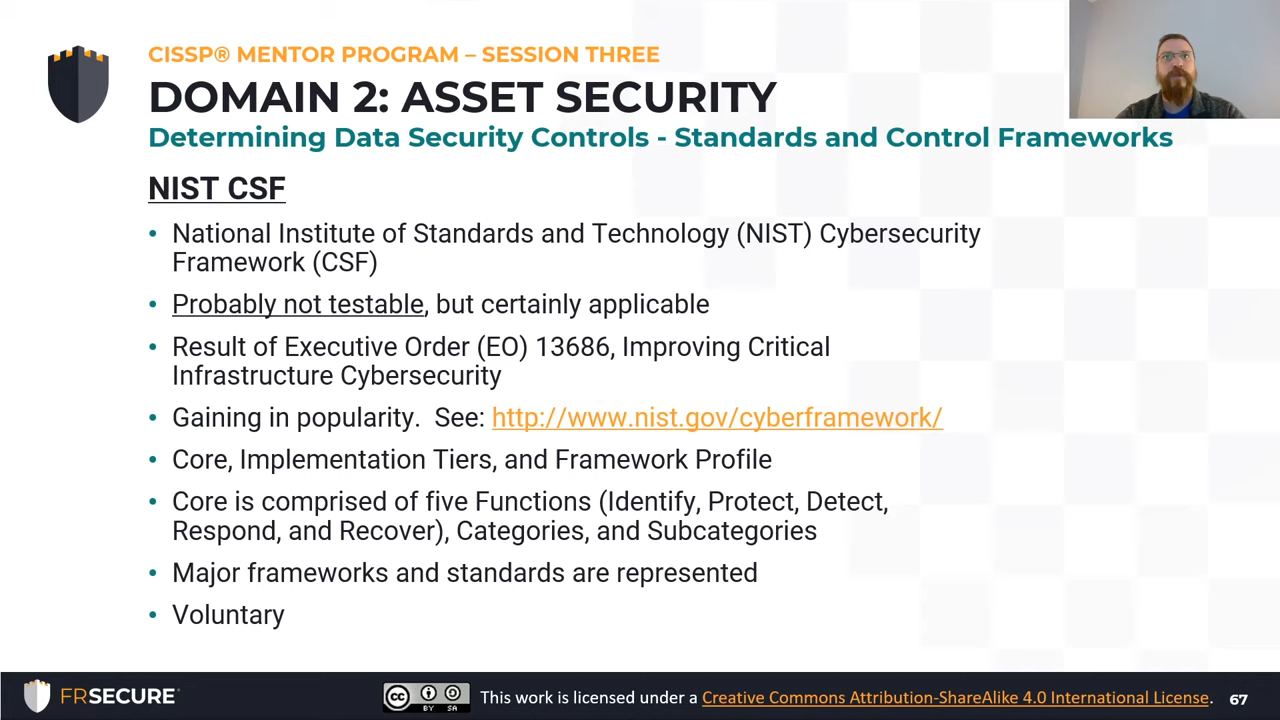 CISSP® MENTOR PROGRAM – SESSION THREE
DOMAIN 2: ASSET SECURITY
Determining Data Security Controls - Standards and Control Frameworks
NIST CSF
• National Institute of Standards and Technology (NIST) Cybersecurity
Framework (CSF)
• Probably not testable, but certainly applicable
• Result of Executive Order (EO) 13686, Improving Critical
Infrastructure Cybersecurity
• Gaining in popularity.  See: http://www.nist.gov/cyberframework/
• Core, Implementation Tiers, and Framework Profile
• Core is comprised of five Functions (Identify, Protect, Detect,
Respond, and Recover), Categories, and Subcategories
• Major frameworks and standards are represented
• Voluntary
FRSECURE
cc BY SA
This work is licensed under a Creative Commons Attribution-ShareAlike 4.0 International License.
67